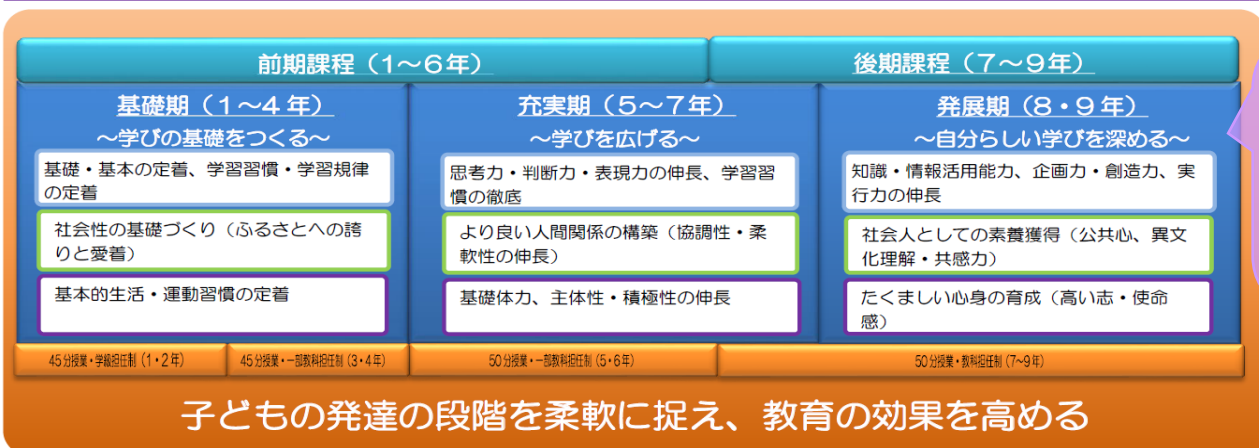 前期課程（1～6年）
後期課程（7～9年）
基礎期（1～4年）
～学びの基礎をつくる～
基礎・基本の定着、学習習慣・学習規律
の定着
社会性の基礎づくり（ふるさとへの誇
りと愛着）
基本的生活・運動習慣の定着
充実期（5～7年）
～学びを広げる～
思考力・判断力・表現力の伸長、学習習
慣の徹底
より良い人間関係の構築（協調性・柔
軟性の伸長）
基礎体力、主体性・積極性の伸長
発展期（8・9年）
～自分らしい学びを深める～
知識・情報活用能力、企画力・創造力、実
行力の伸長
社会人としての素養獲得（公共心、異文
化理解・共感力）
たくましい心身の育成（高い志・使命
感）
45分授業・学級担任制（1・2年）
45分授業・一部教科担任制（3・4年）
50分授業・一部教科担任制（5・6年）
50分授業・教科担任制（7～9年）
子どもの発達の段階を柔軟に捉え、教育の効果を高める